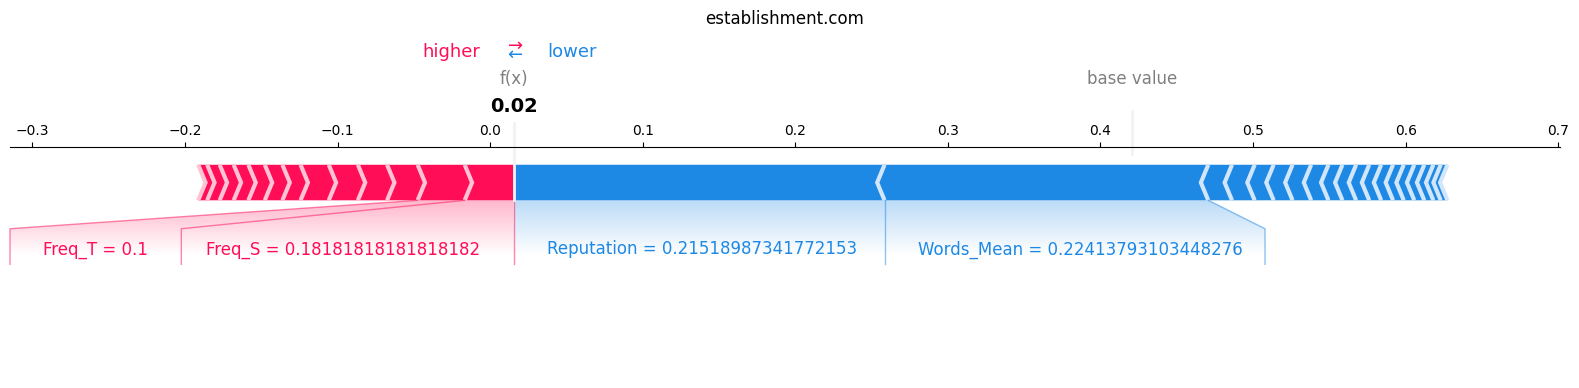 establishment.com
higher ⇄ lower
f(x) base value
0.02
−0.3 −0.2 −0.1 0.0 0.1 0.2 0.3 0.4 0.5 0.6 0.7
Freq_T = 0.1 Freq_S = 0.18181818181818182 Reputation = 0.21518987341772153 Words_Mean = 0.22413793103448276